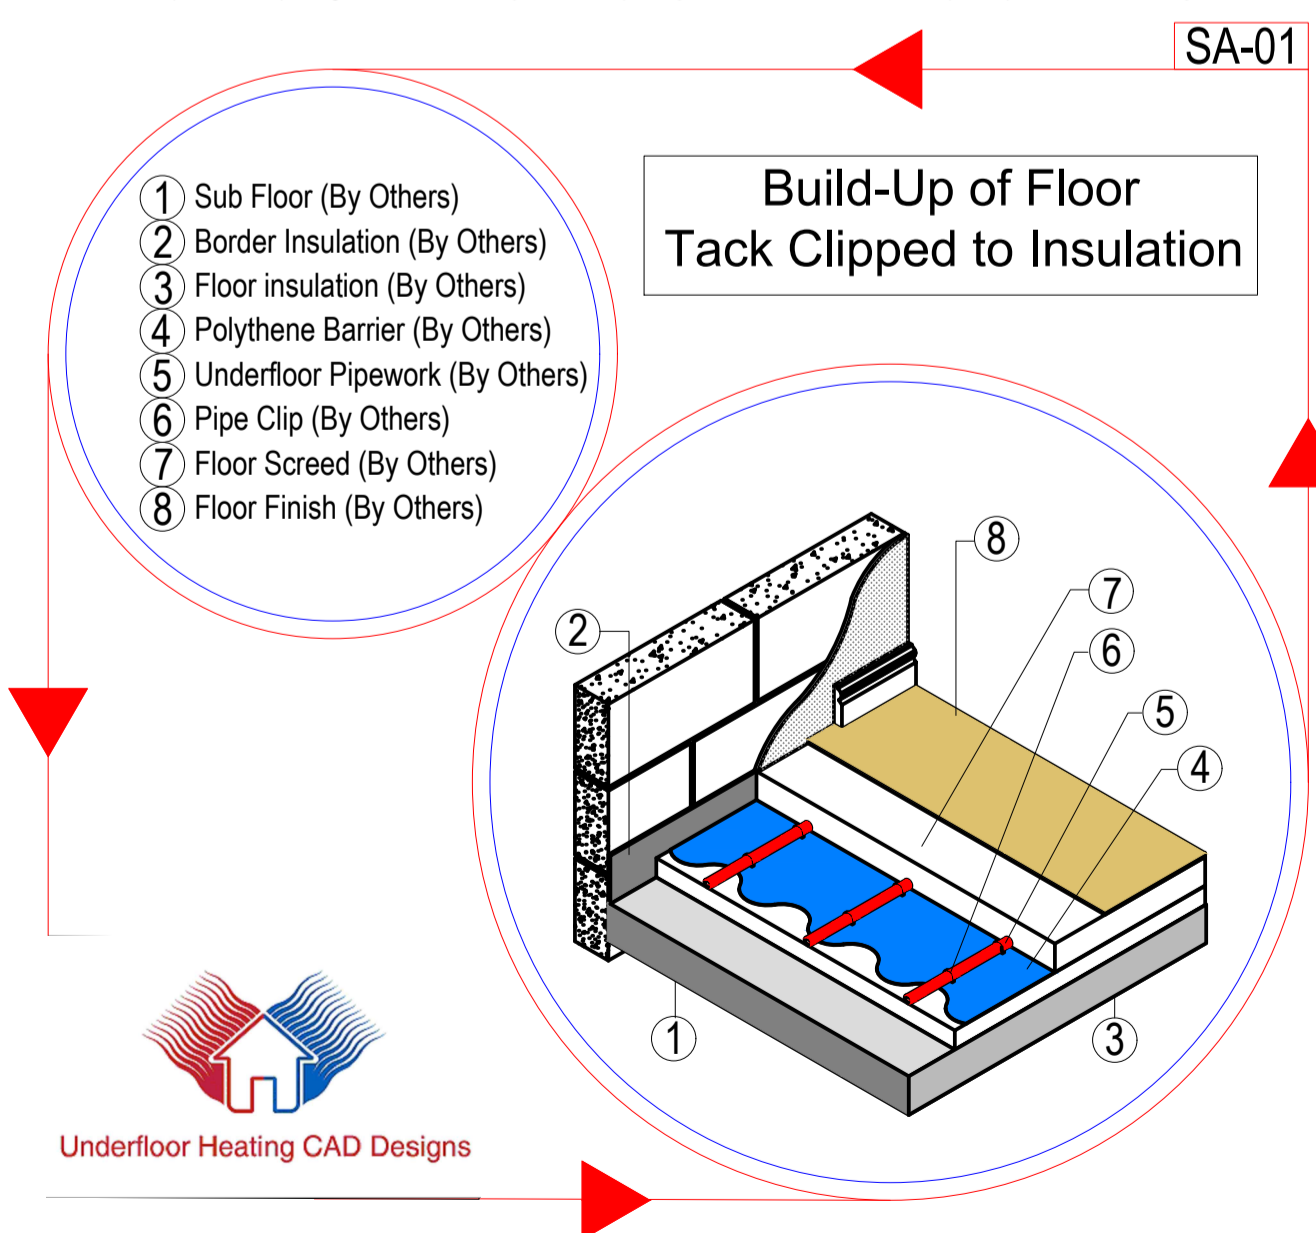 SA-01
Build-Up of Floor
Tack Clipped to Insulation
1 Sub Floor (By Others)
2 Border Insulation (By Others)
3 Floor insulation (By Others)
4 Polythene Barrier (By Others)
5 Underfloor Pipework (By Others)
6 Pipe Clip (By Others)
7 Floor Screed (By Others)
8 Floor Finish (By Others)
8
7
2
6
5
4
1
3
Underfloor Heating CAD Designs